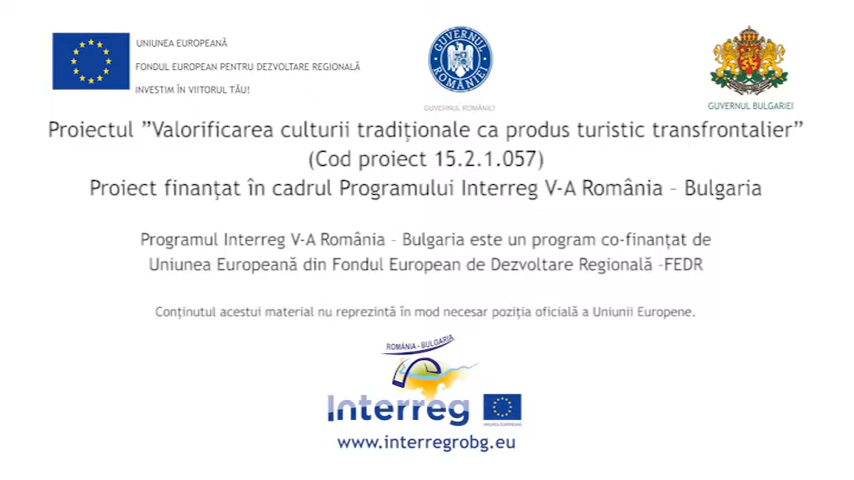 UNIUNEA EUROPEANĂ
FONDUL EUROPEAN PENTRU DEZVOLTARE REGIONALĂ
INVESTIM ÎN VIITORUL TĂU!
GUVERNUL ROMÂNIEI
GUVERNUL ROMÂNIEI
GUVERNUL BULGARIEI
Proiectul ”Valorificarea culturii tradiționale ca produs turistic transfrontalier”
(Cod proiect 15.2.1.057)
Proiect finanțat în cadrul Programului Interreg V-A România – Bulgaria
Programul Interreg V-A România – Bulgaria este un program co-finanțat de
Uniunea Europeană din Fondul European de Dezvoltare Regională –FEDR
Conținutul acestui material nu reprezintă în mod necesar poziția oficială a Uniunii Europene.
ROMÂNIA - BULGARIA
Interreg
UNIUNEA EUROPEANĂ
www.interregrobg.eu